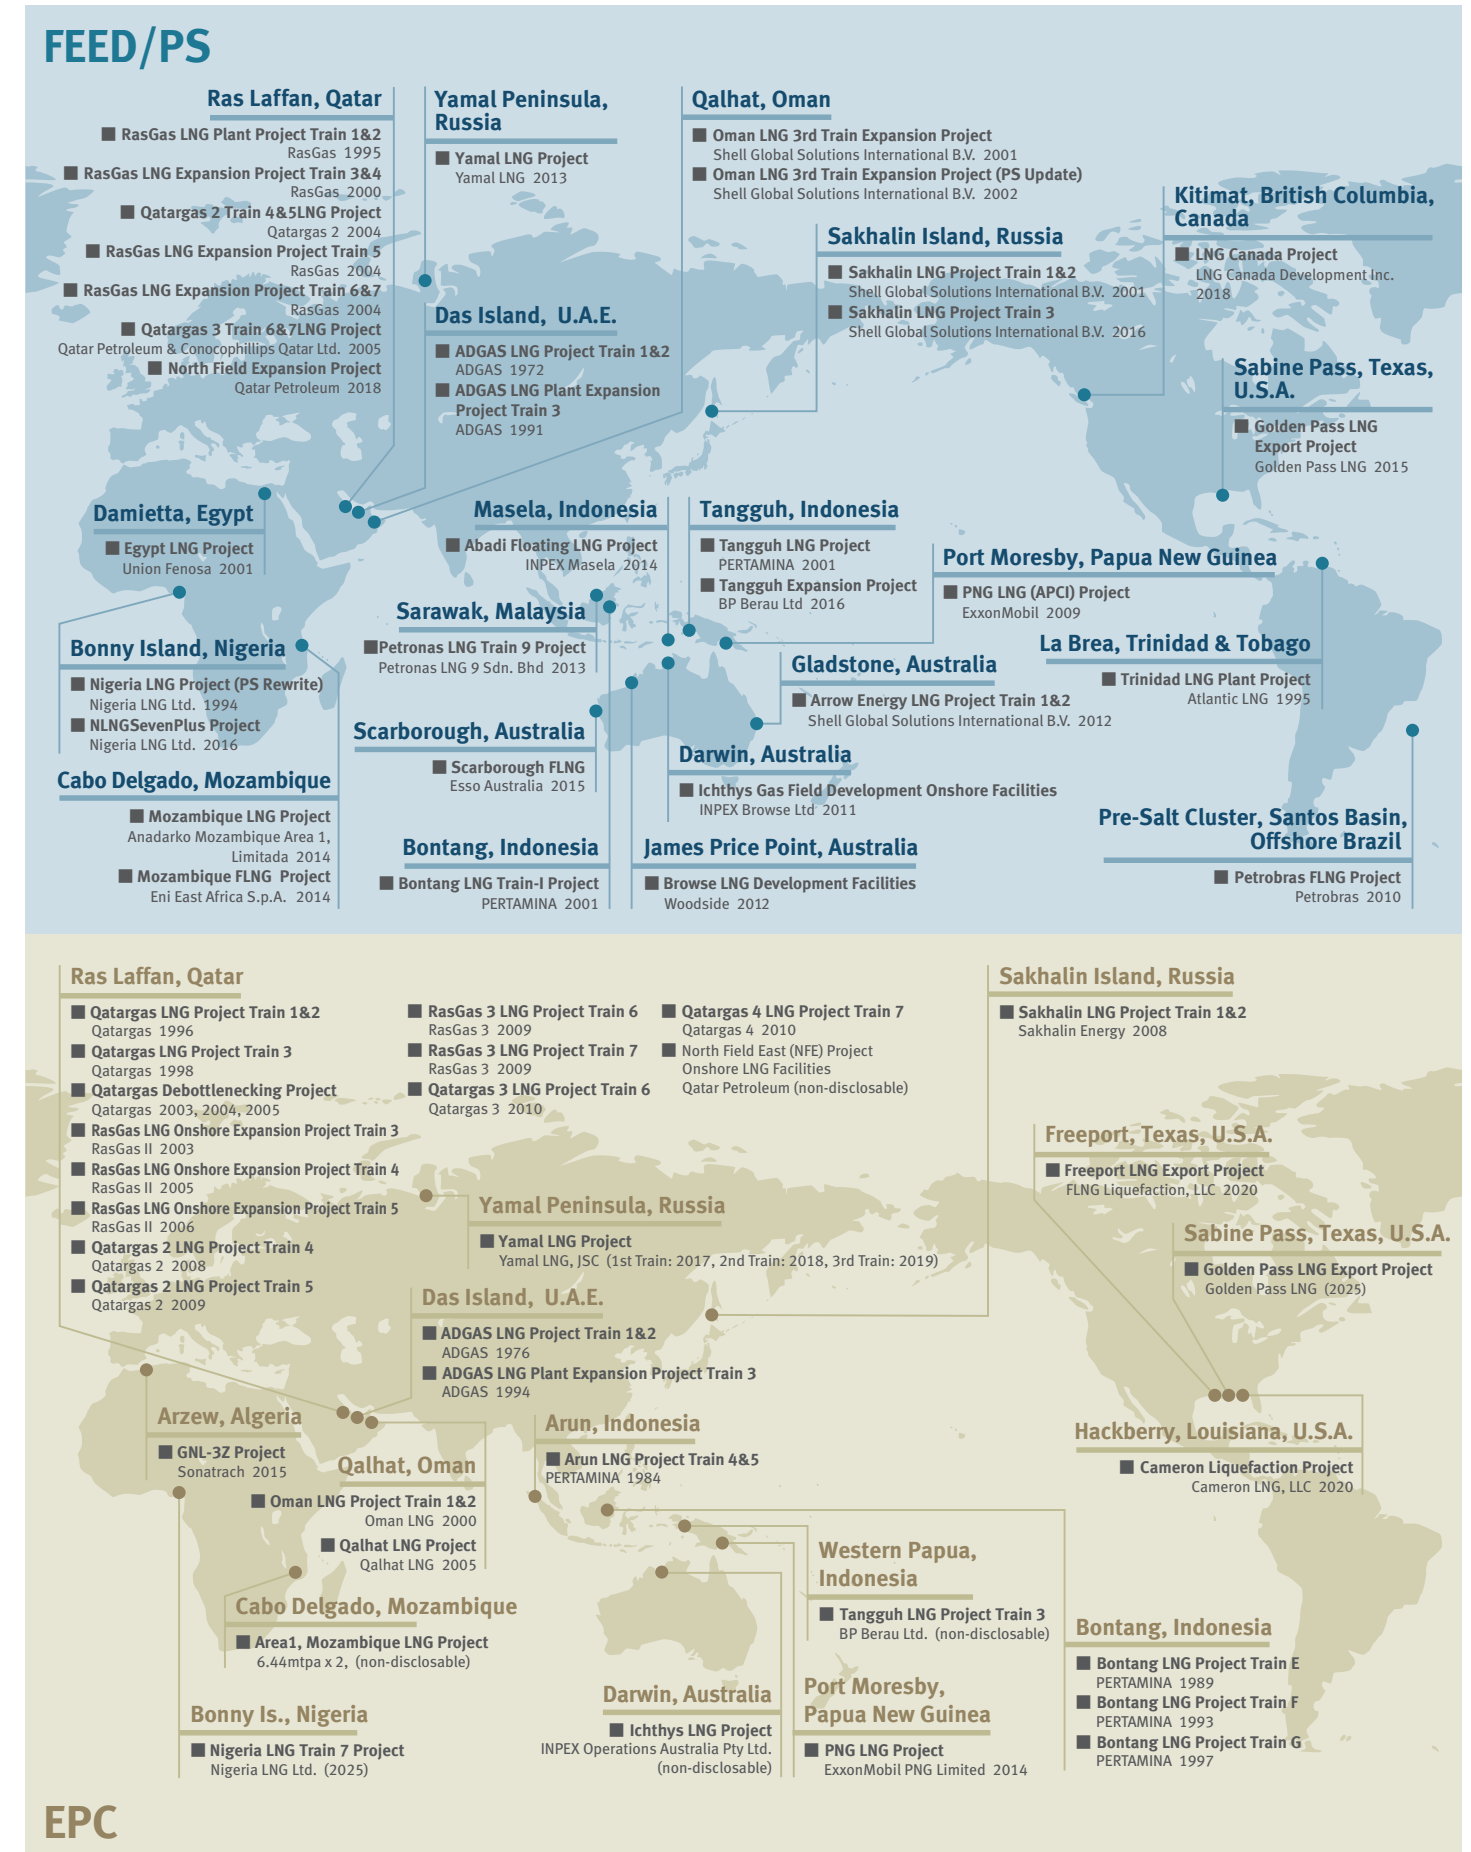 FEED/PS
Ras Laffan, Qatar
RasGas LNG Plant Project Train 1&2
RasGas 1995
RasGas LNG Expansion Project Train 3&4
RasGas 2000
Qatargas 2 Train 4&5LNG Project
Qatargas 2 2004
RasGas LNG Expansion Project Train 5
RasGas 2004
RasGas LNG Expansion Project Train 6&7
RasGas 2004
Qatargas 3 Train 6&7LNG Project
Qatar Petroleum & Conocophillips Qatar Ltd. 2005
North Field Expansion Project
Qatar Petroleum 2018
Yamal Peninsula,
Russia
Yamal LNG Project
Yamal LNG 2013
Qalhat, Oman
Oman LNG 3rd Train Expansion Project
Shell Global Solutions International B.V. 2001
Oman LNG 3rd Train Expansion Project (PS Update)
Shell Global Solutions International B.V. 2002
Kitimat, British Columbia,
Canada
LNG Canada Project
LNG Canada Development Inc.
2018
Sakhalin Island, Russia
Sakhalin LNG Project Train 1&2
Shell Global Solutions International B.V. 2001
Sakhalin LNG Project Train 3
Shell Global Solutions International B.V. 2016
Das Island, U.A.E.
ADGAS LNG Project Train 1&2
ADGAS 1972
ADGAS LNG Plant Expansion
Project Train 3
ADGAS 1991
Sabine Pass, Texas,
U.S.A.
Golden Pass LNG
Export Project
Golden Pass LNG 2015
Damietta, Egypt
Egypt LNG Project
Union Fenosa 2001
Masela, Indonesia
Abadi Floating LNG Project
INPEX Masela 2014
Tangguh, Indonesia
Tangguh LNG Project
PERTAMINA 2001
Tangguh Expansion Project
BP Berau Ltd 2016
Port Moresby, Papua New Guinea
PNG LNG (APCI) Project
ExxonMobil 2009
Sarawak, Malaysia
Petronas LNG Train 9 Project
Petronas LNG 9 Sdn. Bhd 2013
Bonny Island, Nigeria
Nigeria LNG Project (PS Rewrite)
Nigeria LNG Ltd. 1994
NLNGSevenPlus Project
Nigeria LNG Ltd. 2016
La Brea, Trinidad & Tobago
Trinidad LNG Plant Project
Atlantic LNG 1995
Gladstone, Australia
Arrow Energy LNG Project Train 1&2
Shell Global Solutions International B.V. 2012
Scarborough, Australia
Scarborough FLNG
Esso Australia 2015
Darwin, Australia
Ichthys Gas Field Development Onshore Facilities
INPEX Browse Ltd 2011
Cabo Delgado, Mozambique
Mozambique LNG Project
Anadarko Mozambique Area 1,
Limitada 2014
Mozambique FLNG Project
Eni East Africa S.p.A. 2014
Bontang, Indonesia
Bontang LNG Train-I Project
PERTAMINA 2001
James Price Point, Australia
Browse LNG Development Facilities
Woodside 2012
Pre-Salt Cluster, Santos Basin,
Offshore Brazil
Petrobras FLNG Project
Petrobras 2010
Ras Laffan, Qatar
Qatargas LNG Project Train 1&2
Qatargas 1996
Qatargas LNG Project Train 3
Qatargas 1998
Qatargas Debottlenecking Project
Qatargas 2003, 2004, 2005
RasGas LNG Onshore Expansion Project Train 3
RasGas II 2003
RasGas LNG Onshore Expansion Project Train 4
RasGas II 2005
RasGas LNG Onshore Expansion Project Train 5
RasGas II 2006
Qatargas 2 LNG Project Train 4
Qatargas 2 2008
Qatargas 2 LNG Project Train 5
Qatargas 2 2009
RasGas 3 LNG Project Train 6
RasGas 3 2009
RasGas 3 LNG Project Train 7
RasGas 3 2009
Qatargas 3 LNG Project Train 6
Qatargas 3 2010
Qatargas 4 LNG Project Train 7
Qatargas 4 2010
North Field East (NFE) Project
Onshore LNG Facilities
Qatar Petroleum (non-disclosable)
Sakhalin Island, Russia
Sakhalin LNG Project Train 1&2
Sakhalin Energy 2008
Freeport, Texas, U.S.A.
Freeport LNG Export Project
FLNG Liquefaction, LLC 2020
Yamal Peninsula, Russia
Yamal LNG Project
Yamal LNG, JSC (1st Train: 2017, 2nd Train: 2018, 3rd Train: 2019)
Sabine Pass, Texas, U.S.A.
Golden Pass LNG Export Project
Golden Pass LNG (2025)
Das Island, U.A.E.
ADGAS LNG Project Train 1&2
ADGAS 1976
ADGAS LNG Plant Expansion Project Train 3
ADGAS 1994
Arzew, Algeria
GNL-3Z Project
Sonatrach 2015
Arun, Indonesia
Arun LNG Project Train 4&5
PERTAMINA 1984
Hackberry, Louisiana, U.S.A.
Cameron Liquefaction Project
Cameron LNG, LLC 2020
Qalhat, Oman
Oman LNG Project Train 1&2
Oman LNG 2000
Qalhat LNG Project
Qalhat LNG 2005
Western Papua,
Indonesia
Tangguh LNG Project Train 3
BP Berau Ltd. (non-disclosable)
Cabo Delgado, Mozambique
Area1, Mozambique LNG Project
6.44mtpa x 2, (non-disclosable)
Bontang, Indonesia
Bontang LNG Project Train E
PERTAMINA 1989
Bontang LNG Project Train F
PERTAMINA 1993
Bontang LNG Project Train G
PERTAMINA 1997
Bonny Is., Nigeria
Nigeria LNG Train 7 Project
Nigeria LNG Ltd. (2025)
Darwin, Australia
Ichthys LNG Project
INPEX Operations Australia Pty Ltd.
(non-disclosable)
Port Moresby,
Papua New Guinea
PNG LNG Project
ExxonMobil PNG Limited 2014
EPC